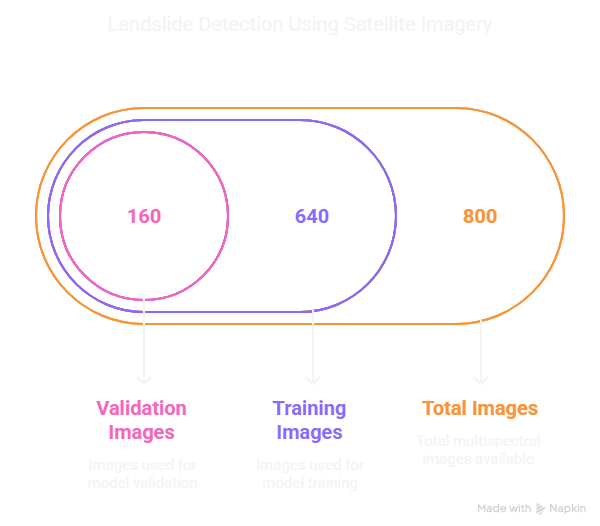 Landslide Detection Using Satellite Imagery
160
640
800
Validation
Images
Images used for
model validation
Training
Images
Images used for
model training
Total Images
Total multispectral
images available
Made with Napkin